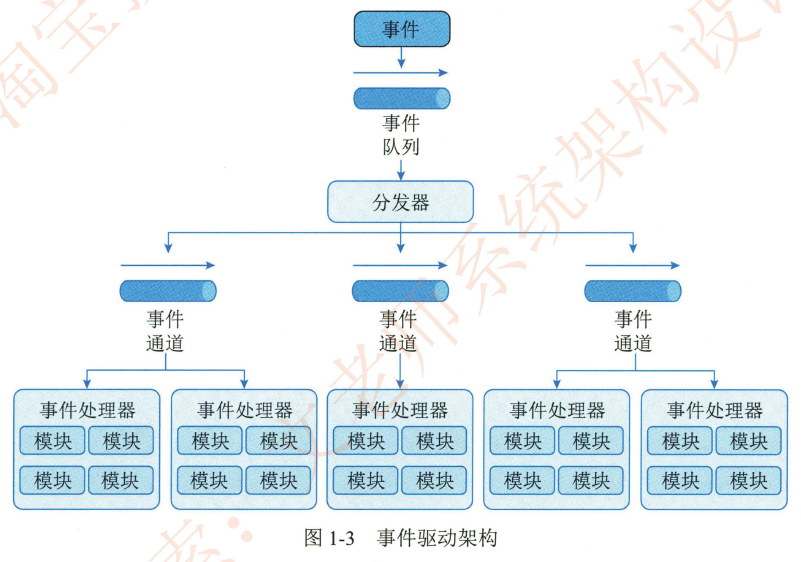 事件
事件
队列
分发器
事件
通道
事件
通道
事件
通道
事件处理器
模块 模块
模块 模块
事件处理器
模块 模块
模块 模块
事件处理器
模块 模块
模块 模块
事件处理器
模块 模块
模块 模块
事件处理器
模块 模块
模块 模块
图 1-3 事件驱动架构